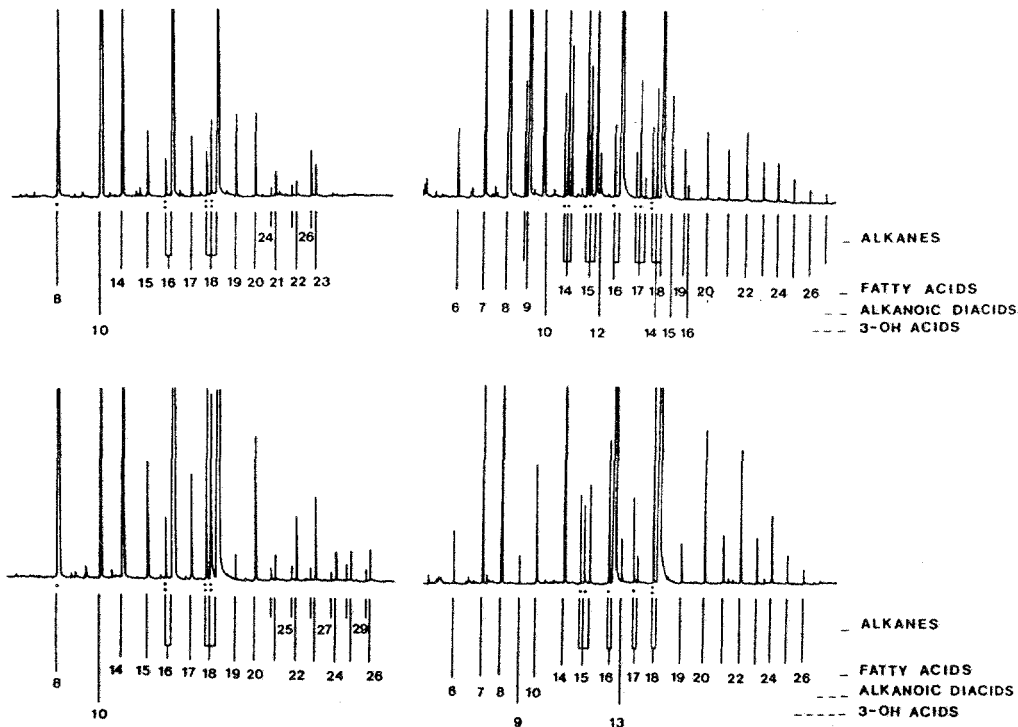 24 26 — ALKANES
14 15 16 17 18 19 20 21 22 23 14 15 16 17 18 19 20 22 24 26
8 6 7 8 9 — FATTY ACIDS
10 10 12 — ALKANOIC DIACIDS
14 15 16 --- 3-OH ACIDS
25 27 29 — ALKANES
14 15 16 17 18 19 20 22 24 26 — FATTY ACIDS
8 6 7 8 10 14 15 16 17 18 19 20 22 24 26
--- ALKANOIC DIACIDS
10 9 13 ----- 3-OH ACIDS